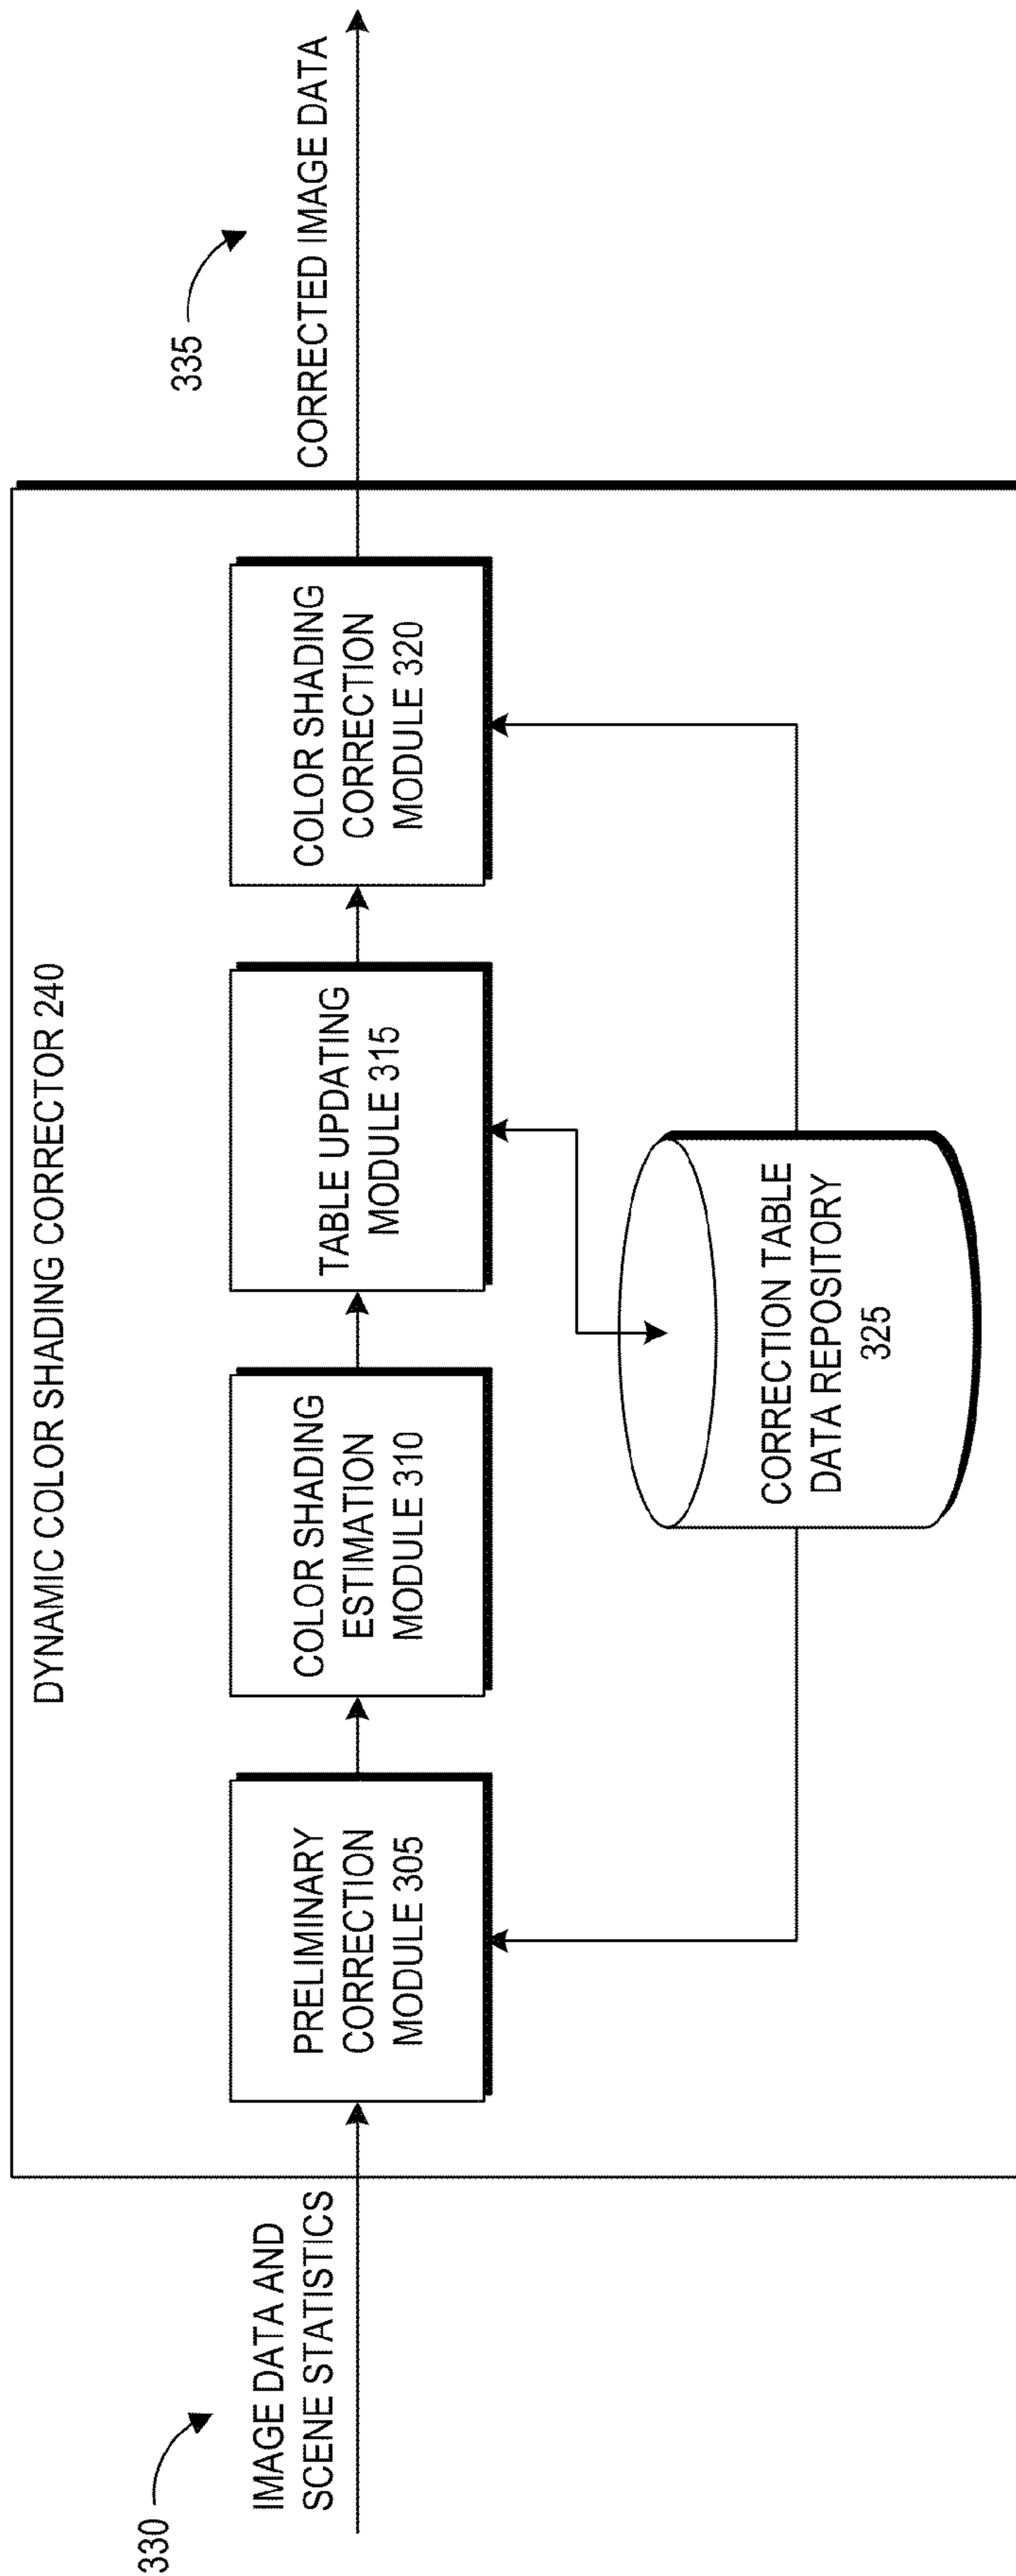 DYNAMIC COLOR SHADING CORRECTOR 240
330
IMAGE DATA AND
SCENE STATISTICS
PRELIMINARY
CORRECTION
MODULE 305
COLOR SHADING
ESTIMATION
MODULE 310
TABLE UPDATING
MODULE 315
COLOR SHADING
CORRECTION
MODULE 320
335
CORRECTED IMAGE DATA
CORRECTION TABLE
DATA REPOSITORY
325